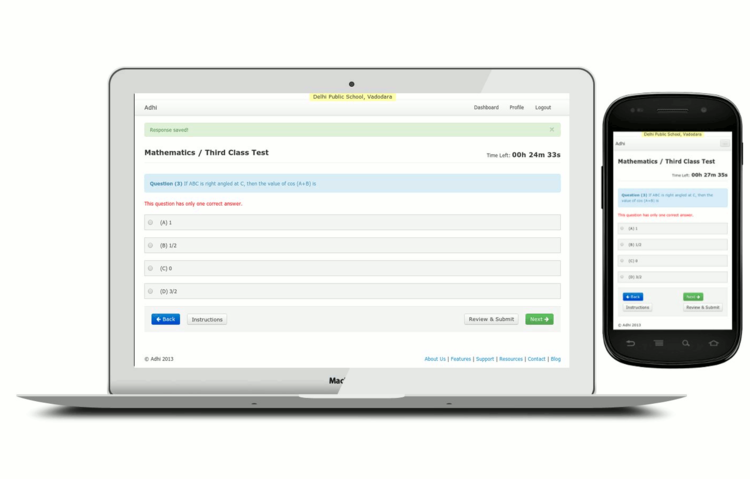 Delhi Public School, Vadodara
Adhi
Dashboard Profile Logout
Response saved!
×
Mathematics / Third Class Test
Time Left: 00h 24m 33s
Question (3) If ABC is right angled at C, then the value of cos (A+B) is
This question has only one correct answer.
(A) 1
(B) 1/2
(C) 0
(D) 3/2
← Back Instructions Review & Submit Next →
© Adhi 2013
About Us | Features | Support | Resources | Contact | Blog
Mac
Delhi Public School, Vadodara
Adhi
Mathematics / Third Class Test
Time Left: 00h 27m 35s
Question (3) If ABC is right angled at C, then the
value of cos (A+B) is
This question has only one correct answer.
(A) 1
(B) 1/2
(C)
(D) 3/2
← Back Next →
Instructions Review & Submit
© Adhi 2013